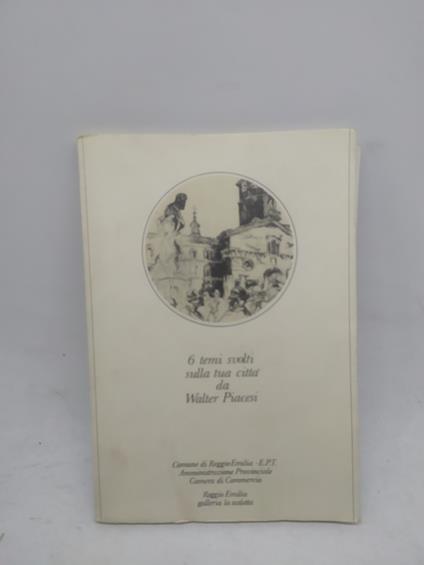 6 temi svolti
sulla tua citta'
da
Walter Piacesi
Comune di Reggio Emilia - E.P.T.
Amministrazione Provinciale
Camera di Commercio
Reggio Emilia
galleria la scaletta